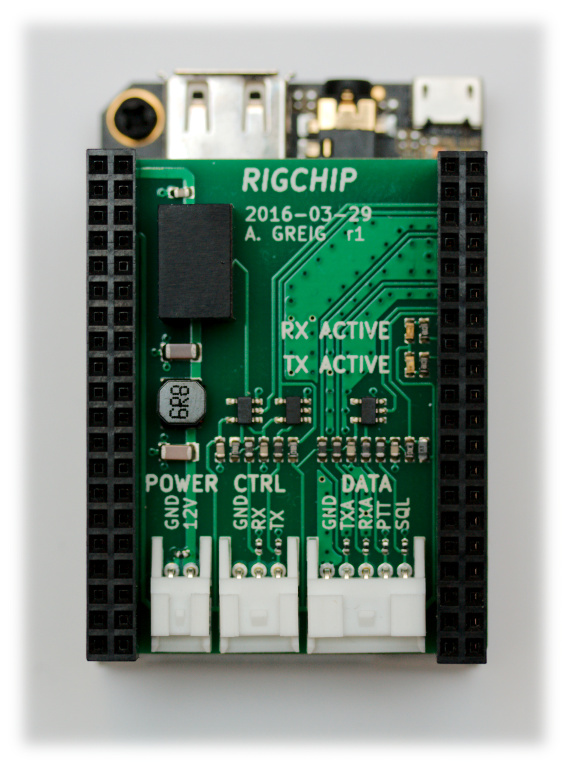 RIGCHIP
2016-03-29
A. GREIG r1
RX ACTIVE
TX ACTIVE
6R8
POWER CTRL DATA
GND 12V GND RX TX GND TXA RXA PTT SQL